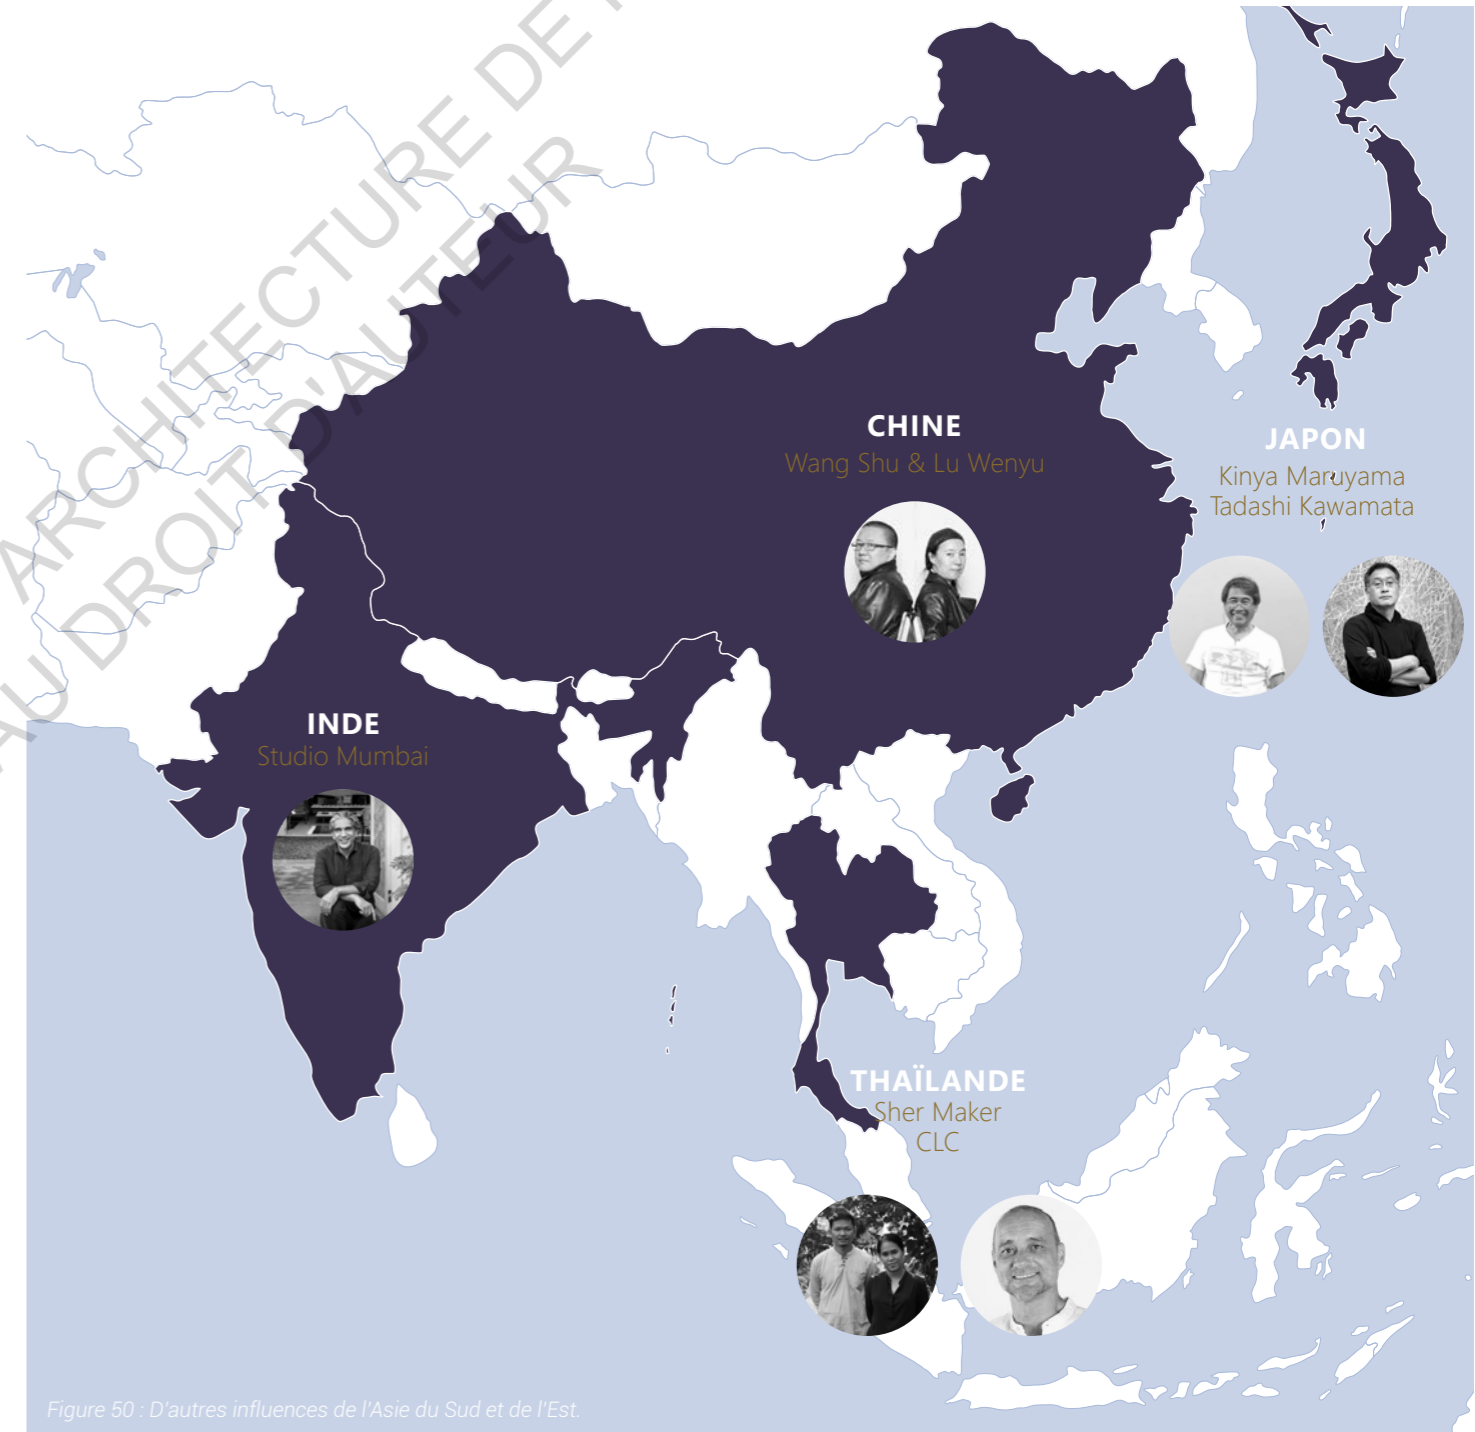 ARCHITECTURE DE
AU DROIT D'AUTEUR
CHINE
Wang Shu & Lu Wenyu
JAPON
Kinya Maruyama
Tadashi Kawamata
INDE
Studio Mumbai
THAÏLANDE
Sher Maker
CLC
Figure 50 : D'autres influences de l'Asie du Sud et de l'Est.